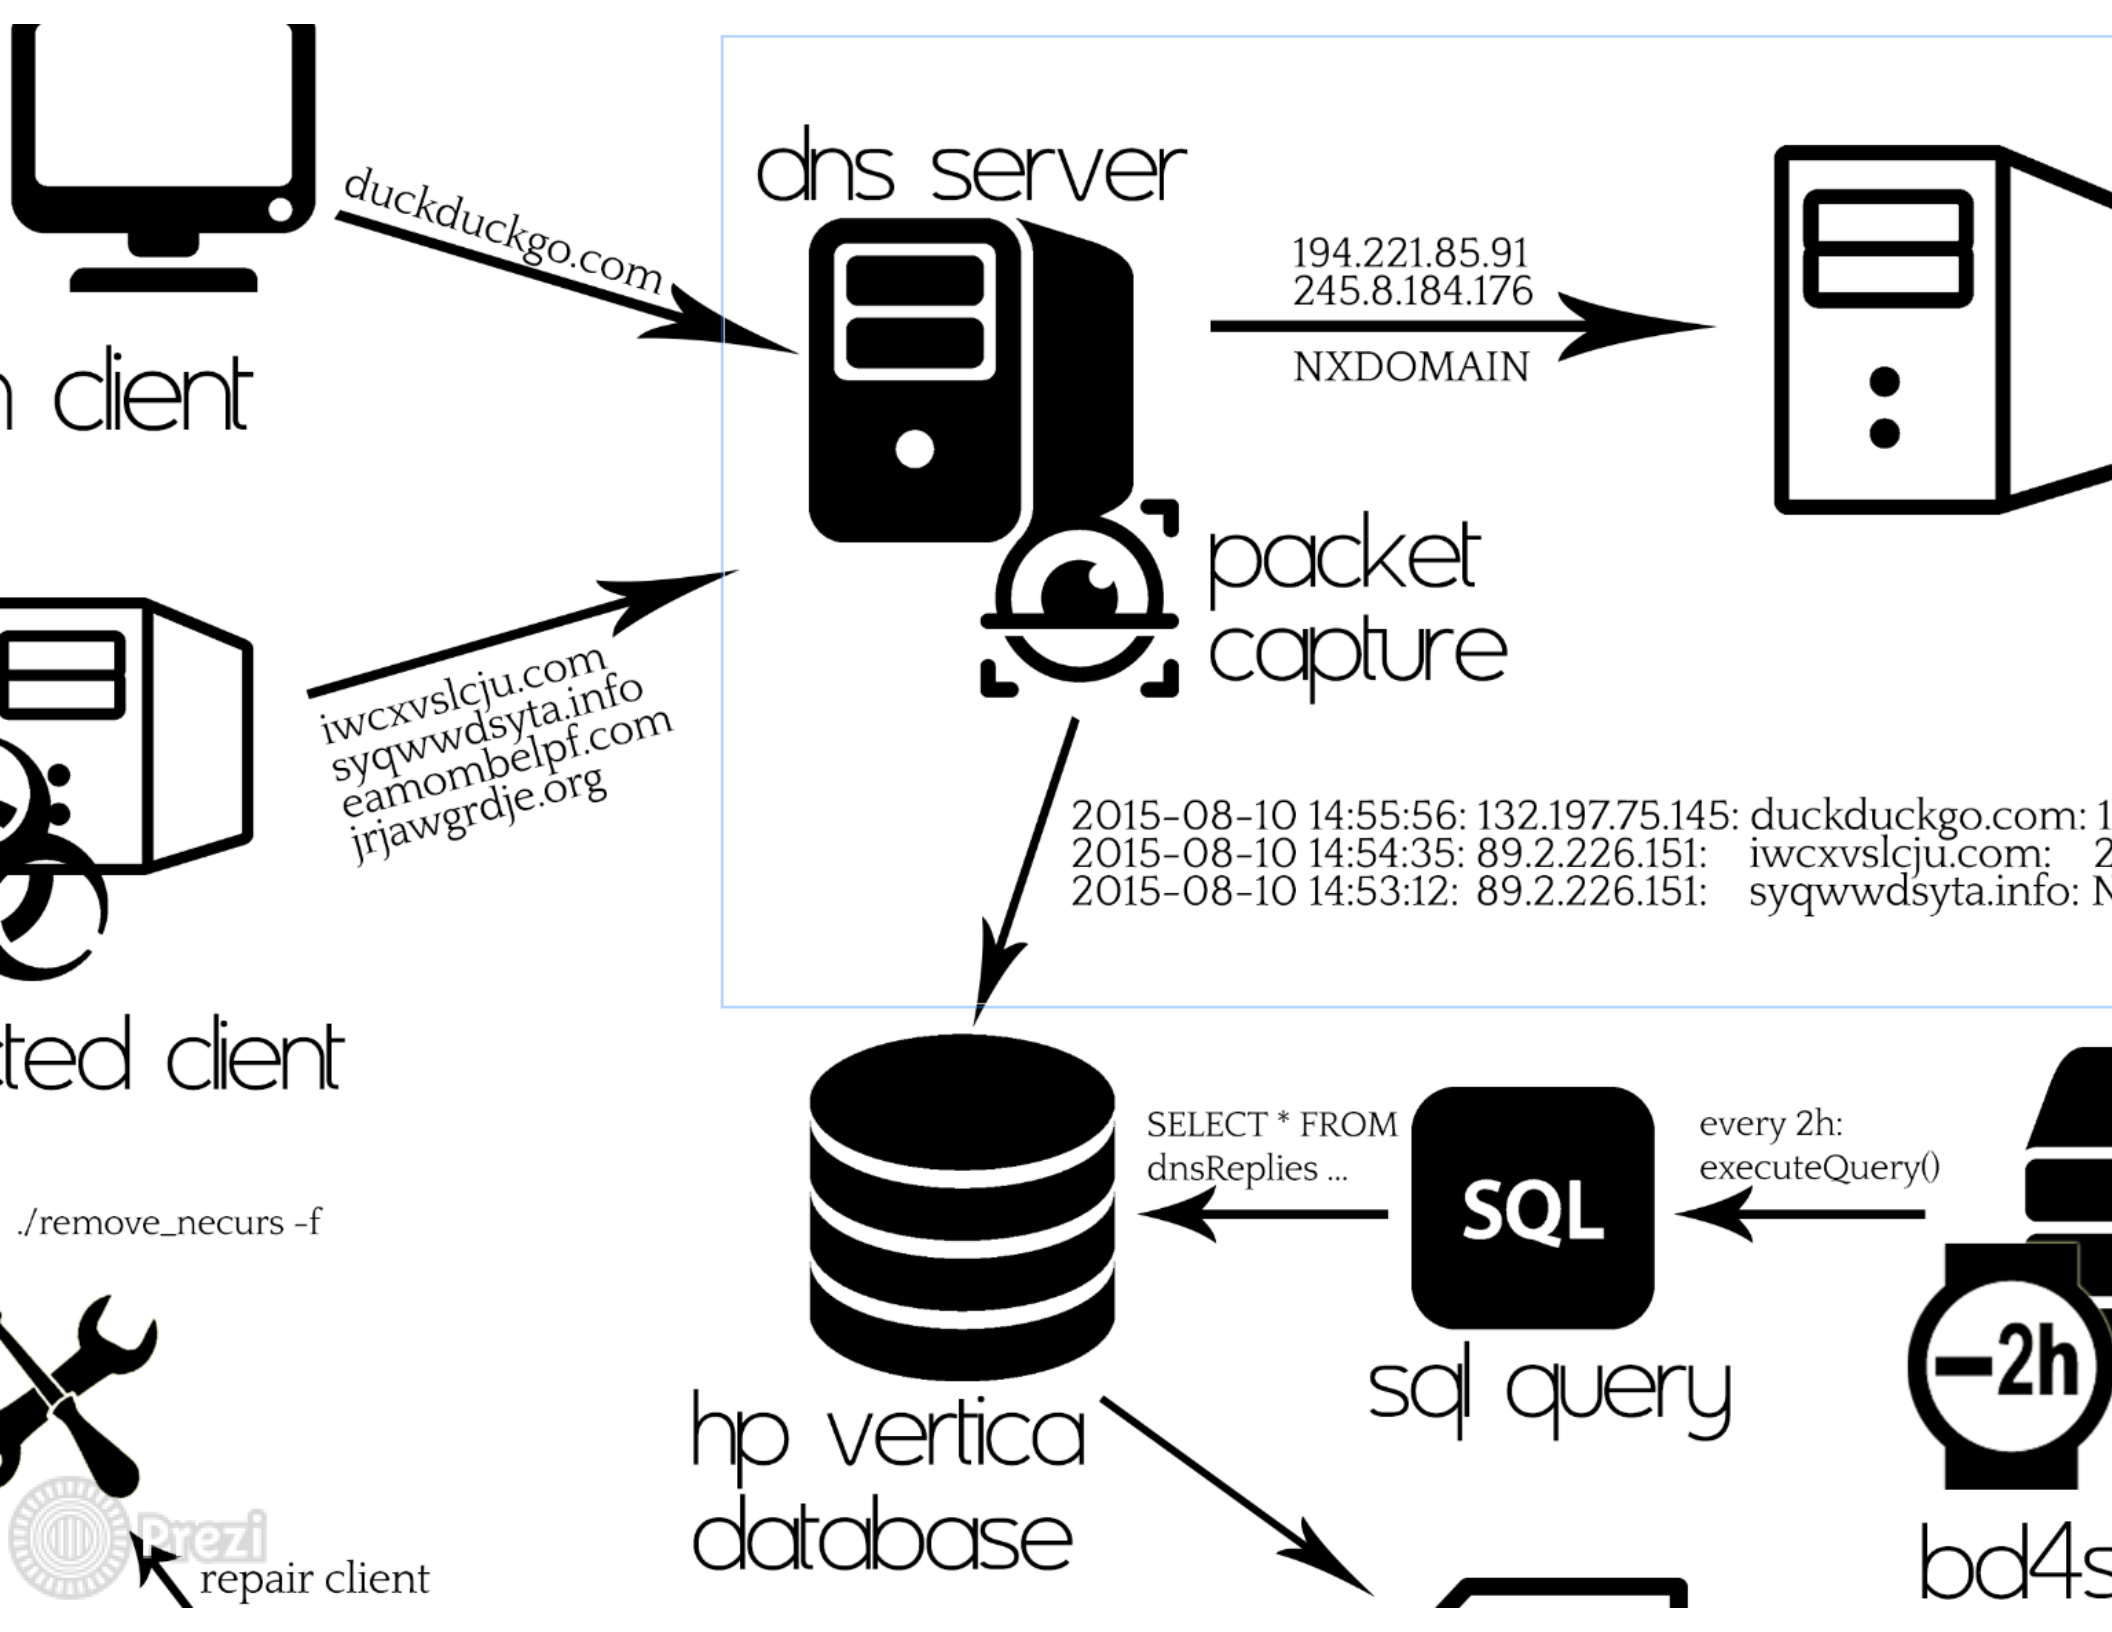 duckduckgo.com
dns server
194.221.85.91
245.8.184.176
NXDOMAIN
client
packet
capture
iwcxvslcju.com
syqwwdsyta.info
eamombelpf.com
jrjawgrdje.org
2015-08-10 14:55:56: 132.197.75.145: duckduckgo.com: 1
2015-08-10 14:54:35: 89.2.226.151: iwcxvslcju.com: 2
2015-08-10 14:53:12: 89.2.226.151: syqwwdsyta.info: N
cted client
SELECT * FROM
dnsReplies ...
every 2h:
executeQuery()
SQL
./remove_necurs -f
-2h
sql query
hp vertica
database
Prezi
repair client
bd4s